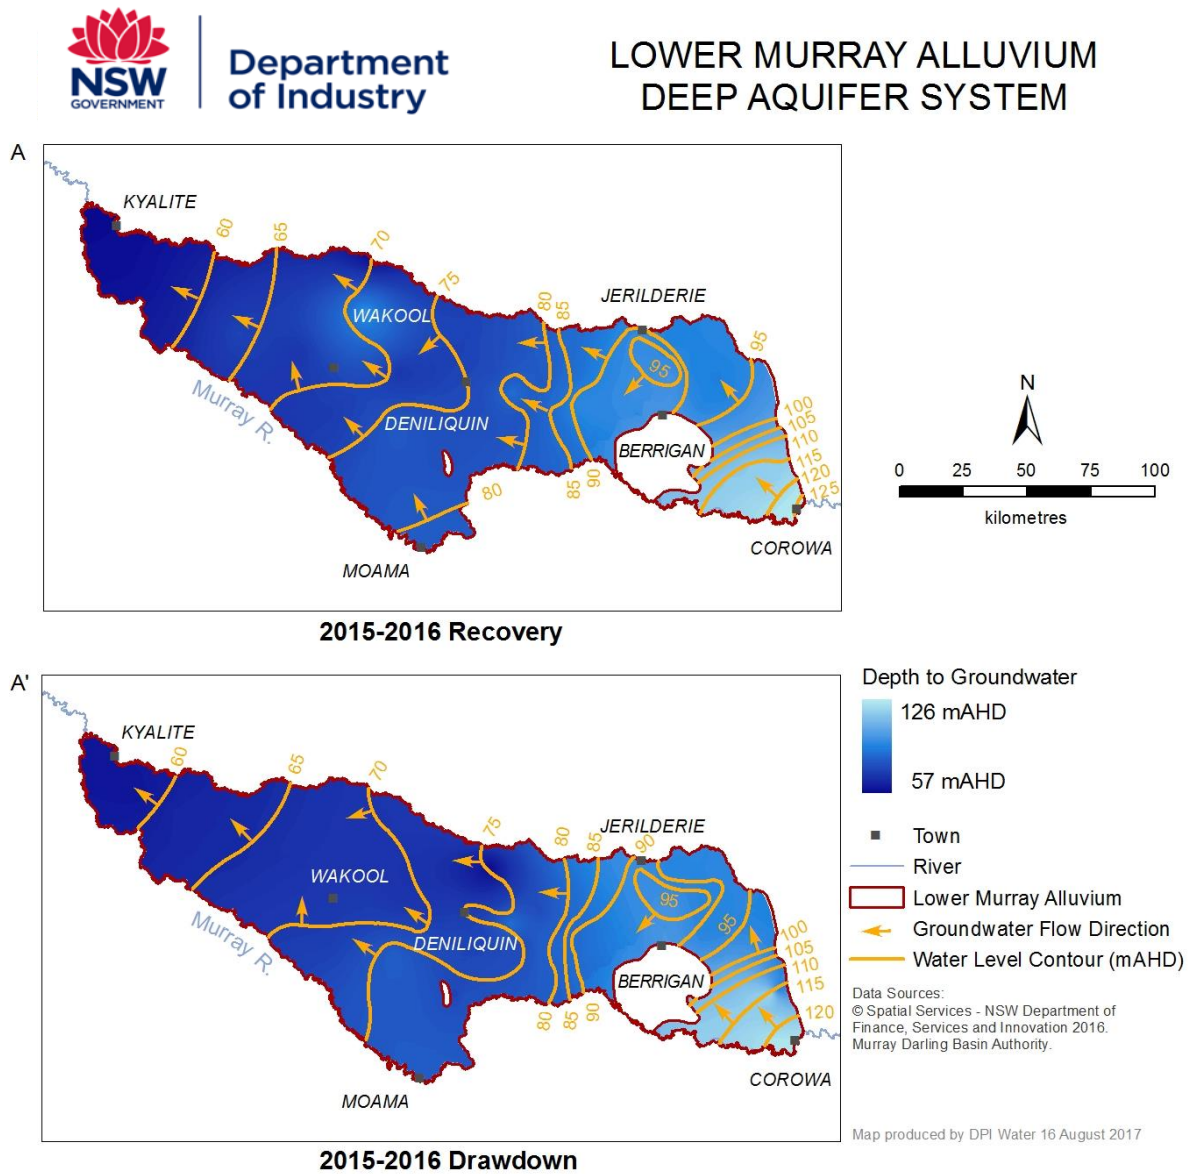 NSW
GOVERNMENT
Department
of Industry
LOWER MURRAY ALLUVIUM
DEEP AQUIFER SYSTEM
A
KYALITE
60
65
70
75
80
85
JERILDERIE
95
95
WAKOOL
Murray R.
DENILIQUIN
BERRIGAN
100
105
110
115
120
125
80
85
90
MOAMA
COROWA
2015-2016 Recovery
N
0 25 50 75 100
kilometres
A'
KYALITE
60
65
70
75
80
85
90
JERILDERIE
95
95
WAKOOL
Murray R.
DENILIQUIN
BERRIGAN
100
105
110
115
120
80
85
90
MOAMA
COROWA
2015-2016 Drawdown
Depth to Groundwater
126 mAHD
57 mAHD
Town
River
Lower Murray Alluvium
Groundwater Flow Direction
Water Level Contour (mAHD)
Data Sources:
© Spatial Services - NSW Department of
Finance, Services and Innovation 2016.
Murray Darling Basin Authority.
Map produced by DPI Water 16 August 2017